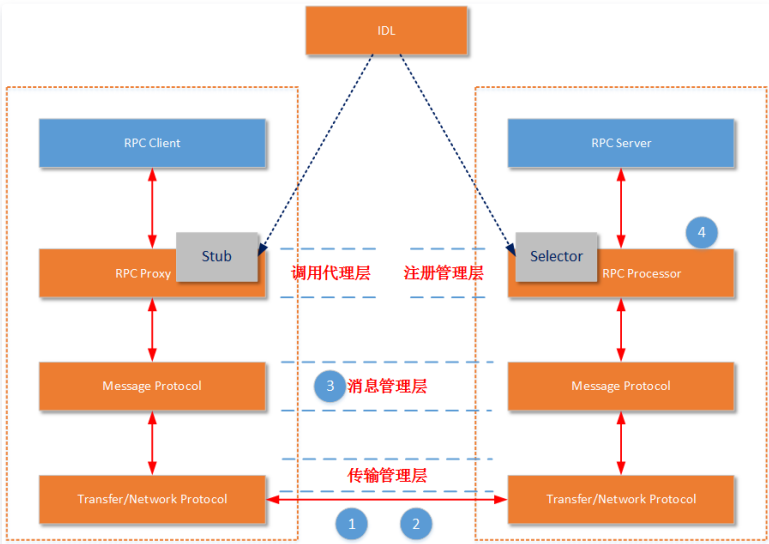 IDL
RPC Client
RPC Server
4
Stub
Selector
RPC Proxy
调用代理层
注册管理层
RPC Processor
Message Protocol
3
消息管理层
Message Protocol
传输管理层
Transfer/Network Protocol
Transfer/Network Protocol
1
2